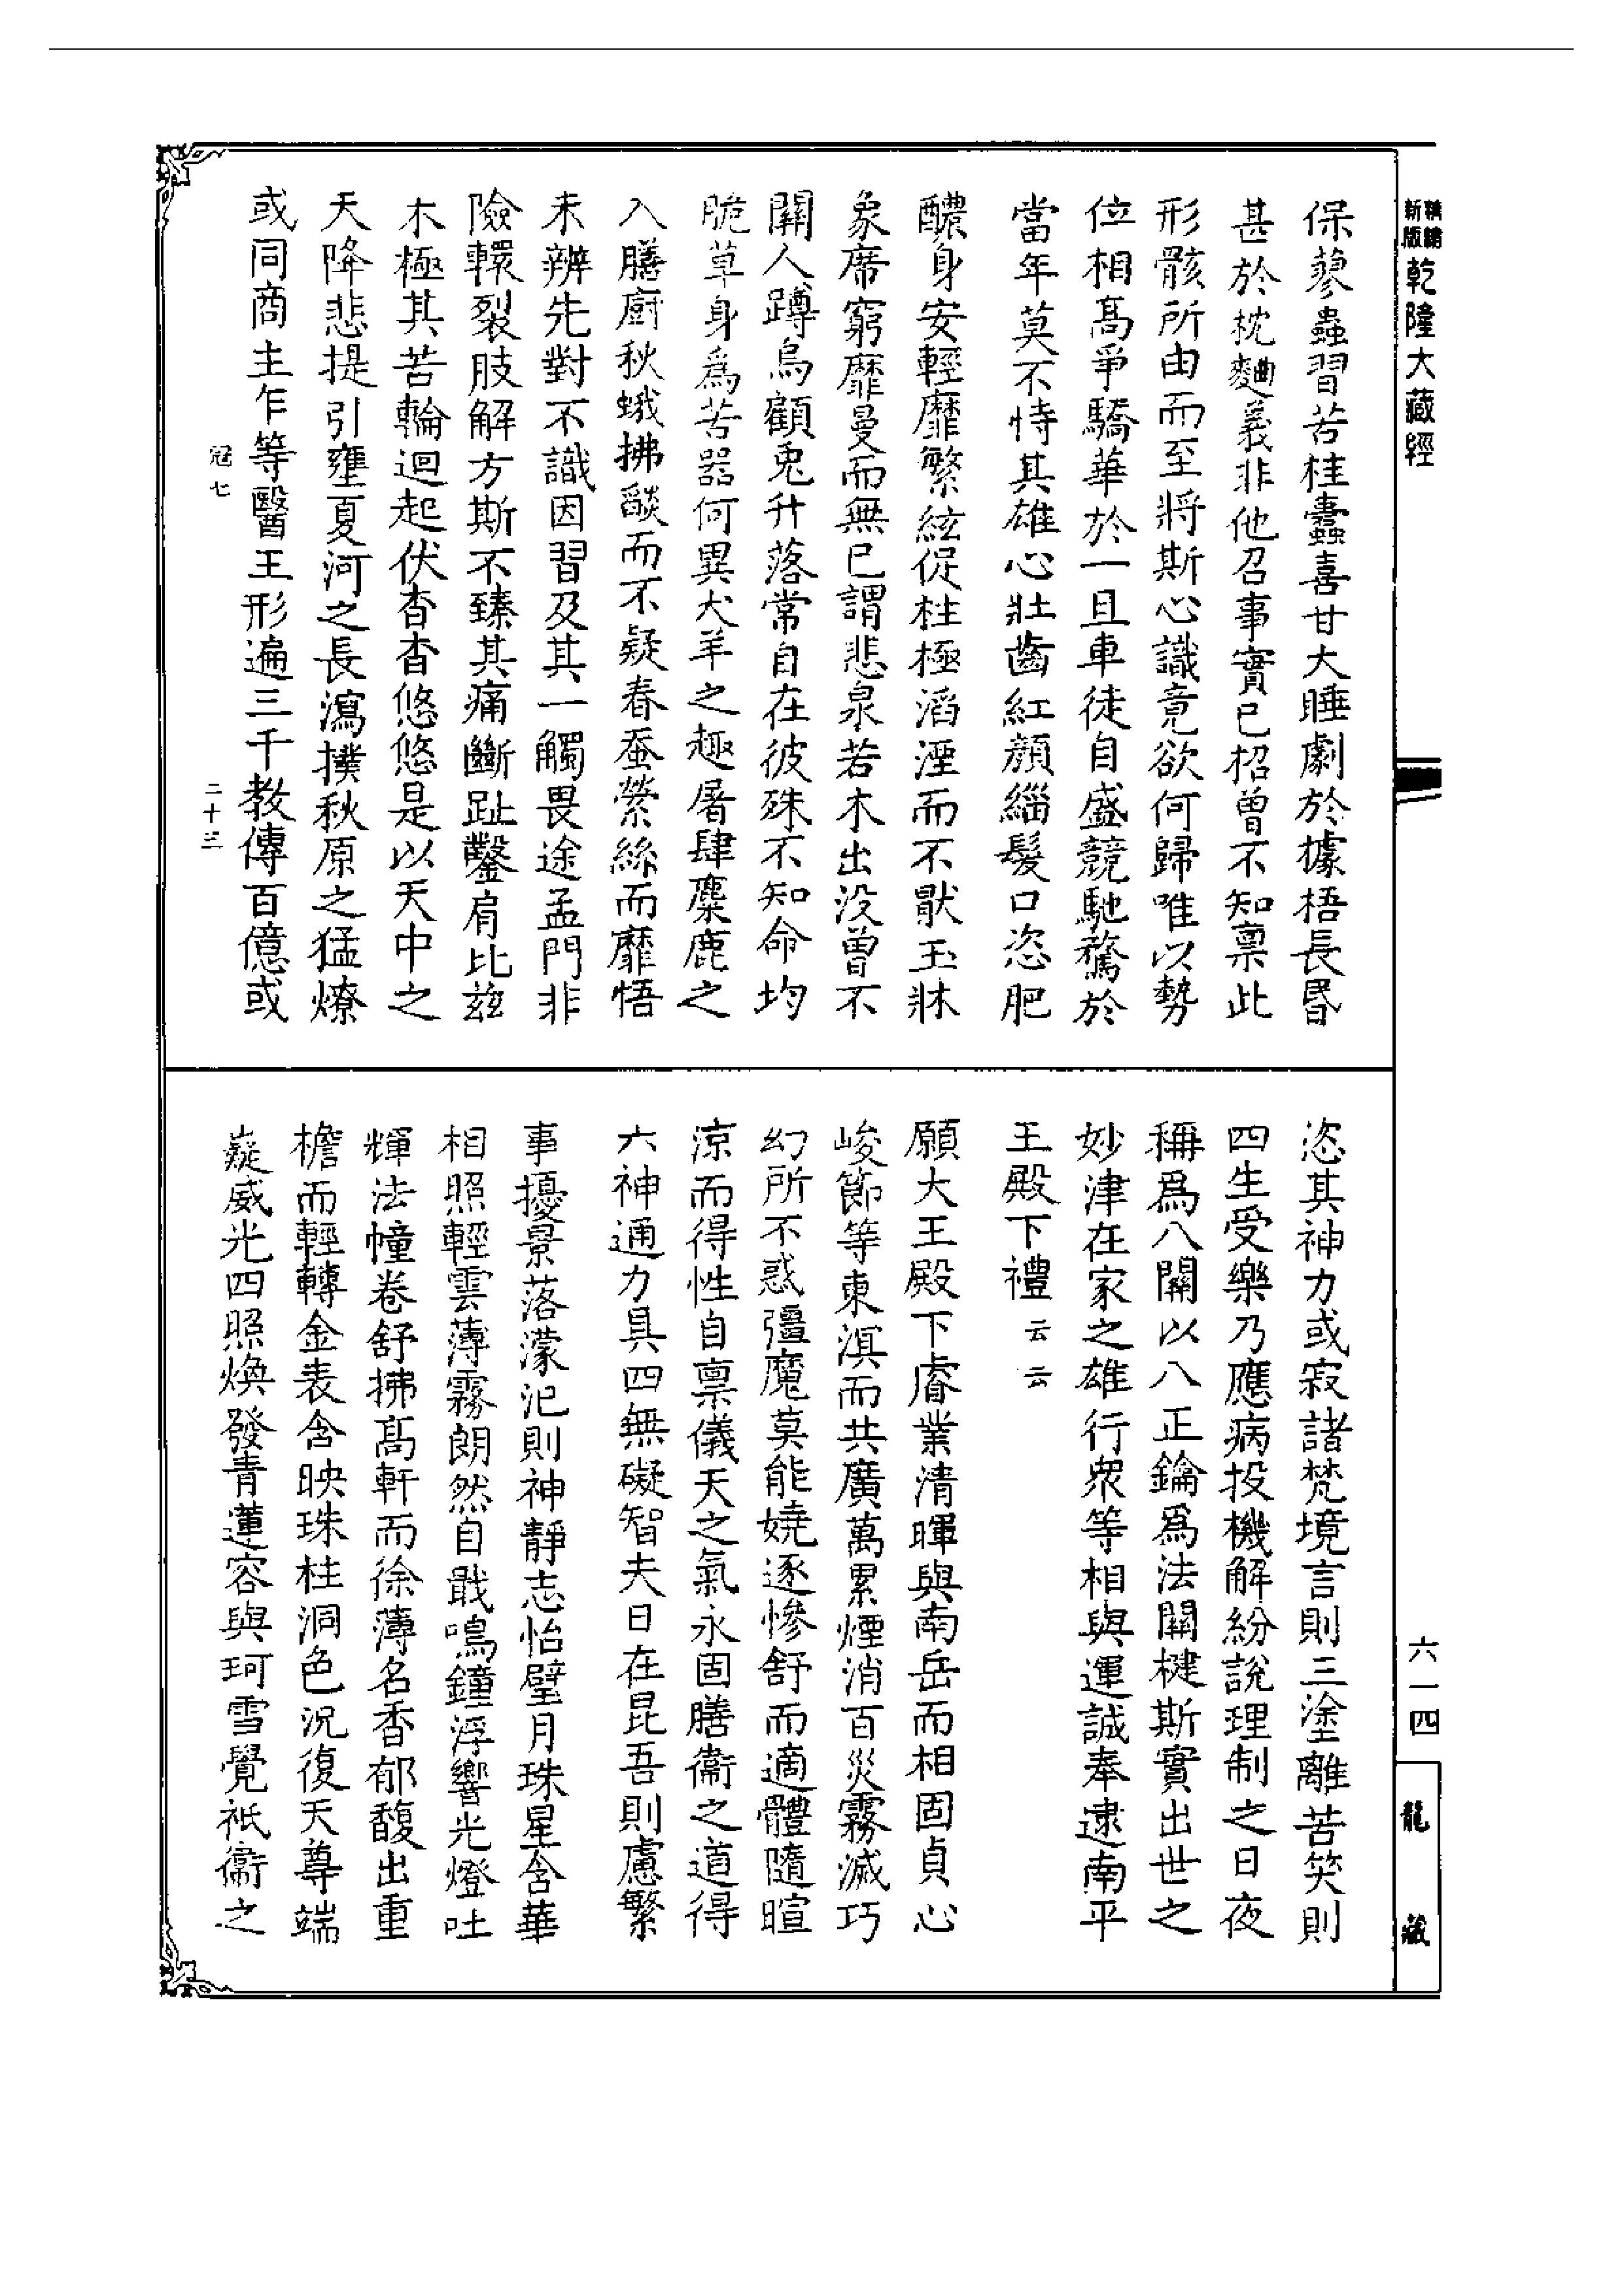 精縮新版乾隆大藏經
六一四
龍藏
保蓼蟲習苦桂蠹喜甘大睡劇於據梧長昬
甚於枕麴義非他召事實已招曾不知稟此
形骸所由而至將斯心識竟欲何歸唯以勢
位相髙爭驕華於一旦車徒自盛競馳騖於
當年莫不恃其雄心壯齒紅顏緇髮口恣肥
醲身安輕靡繁絃促柱極滔湮而不猒玉牀
象席窮靡曼而無已謂悲泉若木出没曾不
關人蹲烏顧兎升落常自在彼殊不知命均
脆草身爲苦器何異犬羊之趣屠肆麋鹿之
入膳廚秋蛾拂𦦨而不疑春蚕縈絲而靡悟
未辨先對不識因習及其一觸畏途孟門非
險轘裂肢解方斯不臻其痛斷趾鑿肩比兹
木極其苦輪迴起伏杳杳悠悠是以天中之
天降悲提引壅夏河之長瀉撲秋原之猛燎
或同商主乍等醫王形遍三千教傳百億或
冠七
二十三
恣其神力或寂諸梵境言則三塗離苦笑則
四生受樂乃應病投機解紛說理制之日夜
稱爲八關以八正鑰爲法關楗斯實出世之
妙津在家之雄行衆等相與運誠奉逮南平
王殿下禮云云
願大王殿下睿業清暉與南岳而相固貞心
峻節等東溟而共廣萬累煙消百災霧滅巧
幻所不惑彊魔莫能嬈逐慘舒而適體隨暄
涼而得性自稟儀天之氣永固膳衞之道得
六神通力具四無礙智夫日在昆吾則慮繁
事擾景落濛汜則神靜志怡璧月珠星含華
相照輕雲薄霧朗然自戢鳴鐘浮響光燈吐
輝法幢卷舒拂髙軒而徐薄名香郁馥出重
檐而輕轉金表含映珠柱洞色況復天尊端
嶷威光四照煥發青蓮容與珂雪覺祇衞之